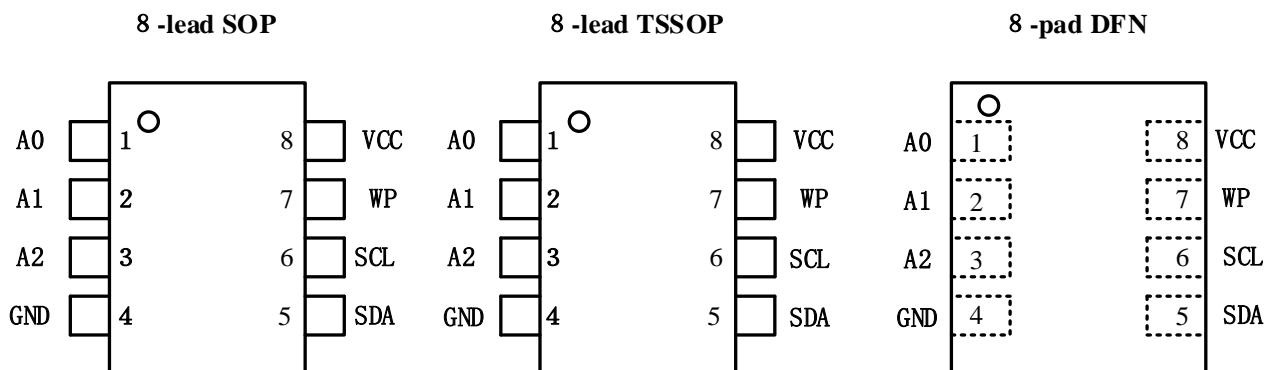 8 -lead SOP 8 -lead TSSOP 8 -pad DFN
A0 1 8 VCC A0 1 8 VCC A0 1 8 VCC
A1 2 7 WP A1 2 7 WP A1 2 7 WP
A2 3 6 SCL A2 3 6 SCL A2 3 6 SCL
GND 4 5 SDA GND 4 5 SDA GND 4 5 SDA